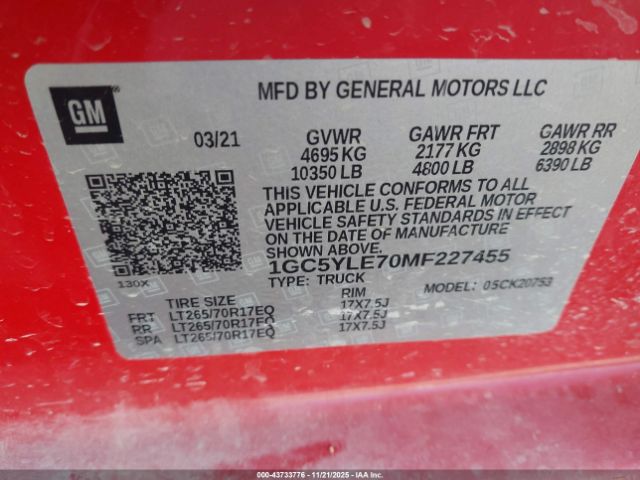 GM
MFD BY GENERAL MOTORS LLC
03/21 GVWR GAWR FRT GAWR RR
4695 KG 2177 KG 2898 KG
10350 LB 4800 LB 6390 LB
THIS VEHICLE CONFORMS TO ALL
APPLICABLE U.S. FEDERAL MOTOR
VEHICLE SAFETY STANDARDS IN EFFECT
ON THE DATE OF MANUFACTURE
SHOWN ABOVE.
1GC5YLE70MF227455
130X TYPE: TRUCK MODEL: 05CK20753
TIRE SIZE RIM
FRT LT265/70R17EQ 17X7.5J
RR LT265/70R17EQ 17X7.5J
SPA LT265/70R17EQ 17X7.5J
000-43733776 - 11/21/2025 - IAA Inc.